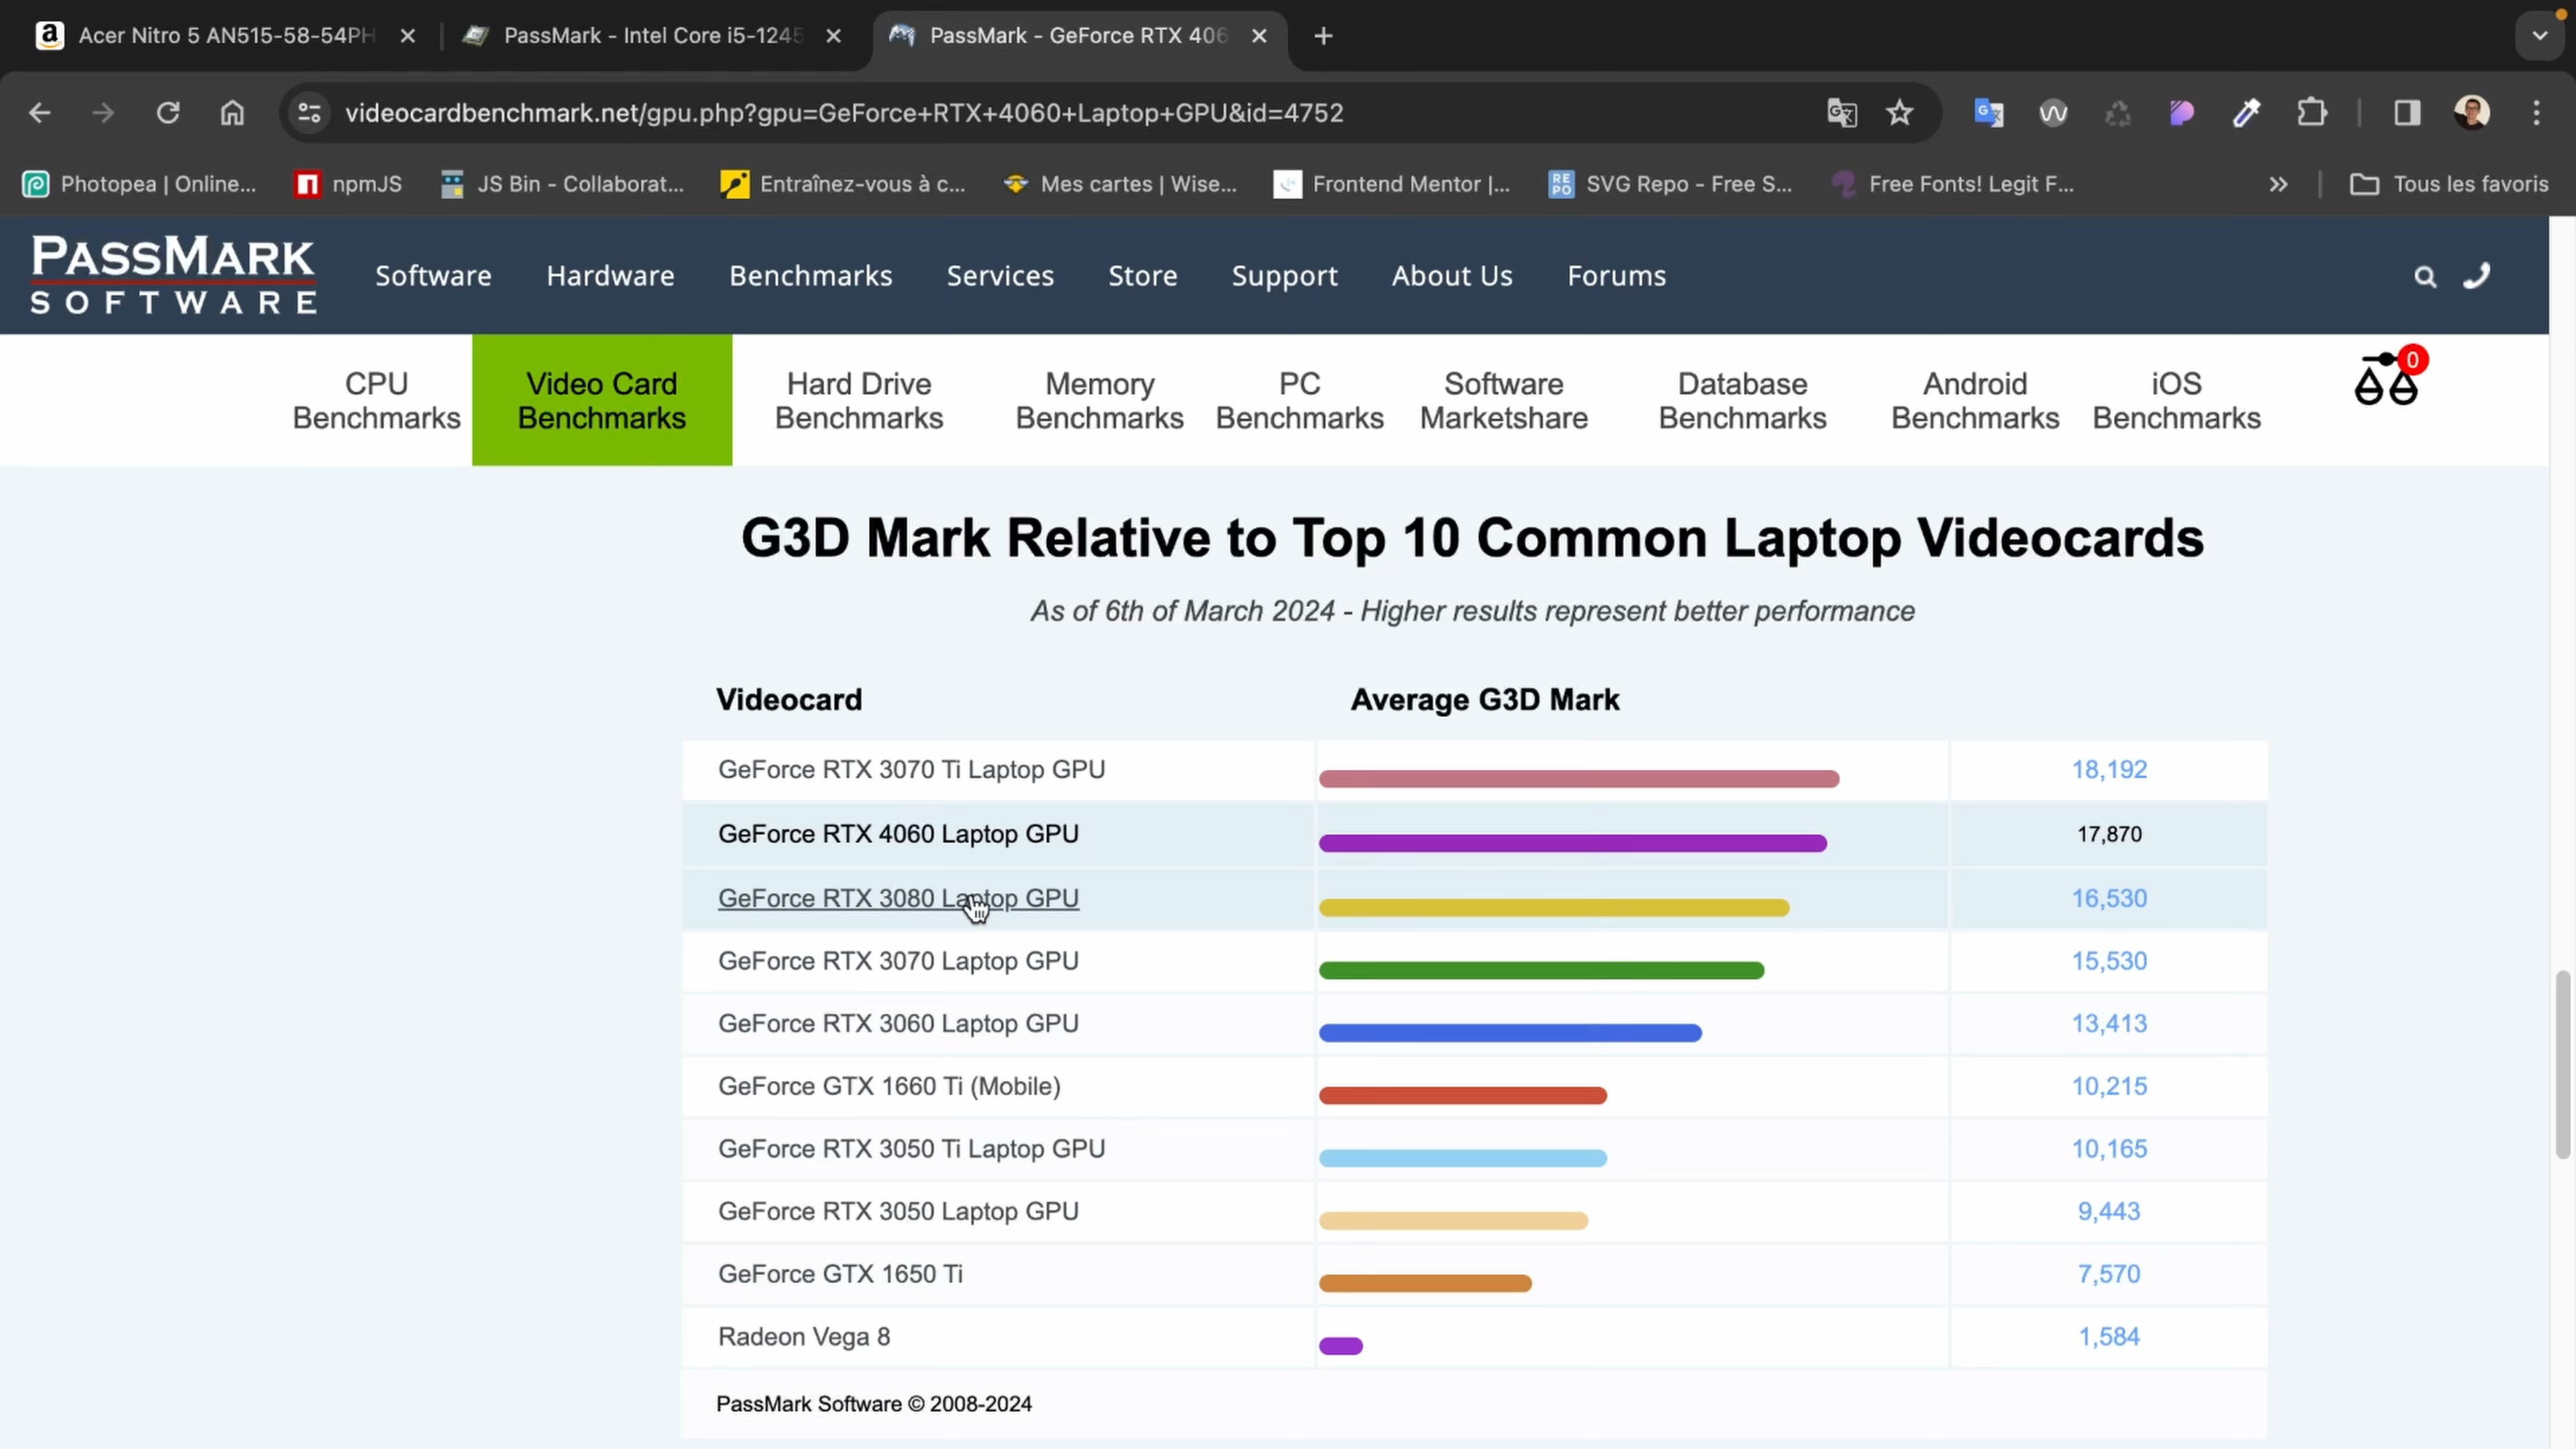 Acer Nitro 5 AN515-58-54PH
PassMark - Intel Core i5-1245
PassMark - GeForce RTX 406
videocardbenchmark.net/gpu.php?gpu=GeForce+RTX+4060+Laptop+GPU&id=4752
Photopea | Online...
npmJS
JS Bin - Collaborat...
Entraînez-vous à c...
Mes cartes | Wise...
Frontend Mentor |...
RE
PO
SVG Repo - Free S...
Free Fonts! Legit F...
Tous les favoris
PASSMARK
SOFTWARE
Software
Hardware
Benchmarks
Services
Store
Support
About Us
Forums
CPU
Benchmarks
Video Card
Benchmarks
Hard Drive
Benchmarks
Memory
Benchmarks
PC
Benchmarks
Software
Marketshare
Database
Benchmarks
Android
Benchmarks
iOS
Benchmarks
0
G3D Mark Relative to Top 10 Common Laptop Videocards
As of 6th of March 2024 - Higher results represent better performance
Videocard Average G3D Mark
GeForce RTX 3070 Ti Laptop GPU 18,192
GeForce RTX 4060 Laptop GPU 17,870
GeForce RTX 3080 Laptop GPU 16,530
GeForce RTX 3070 Laptop GPU 15,530
GeForce RTX 3060 Laptop GPU 13,413
GeForce GTX 1660 Ti (Mobile) 10,215
GeForce RTX 3050 Ti Laptop GPU 10,165
GeForce RTX 3050 Laptop GPU 9,443
GeForce GTX 1650 Ti 7,570
Radeon Vega 8 1,584
PassMark Software © 2008-2024